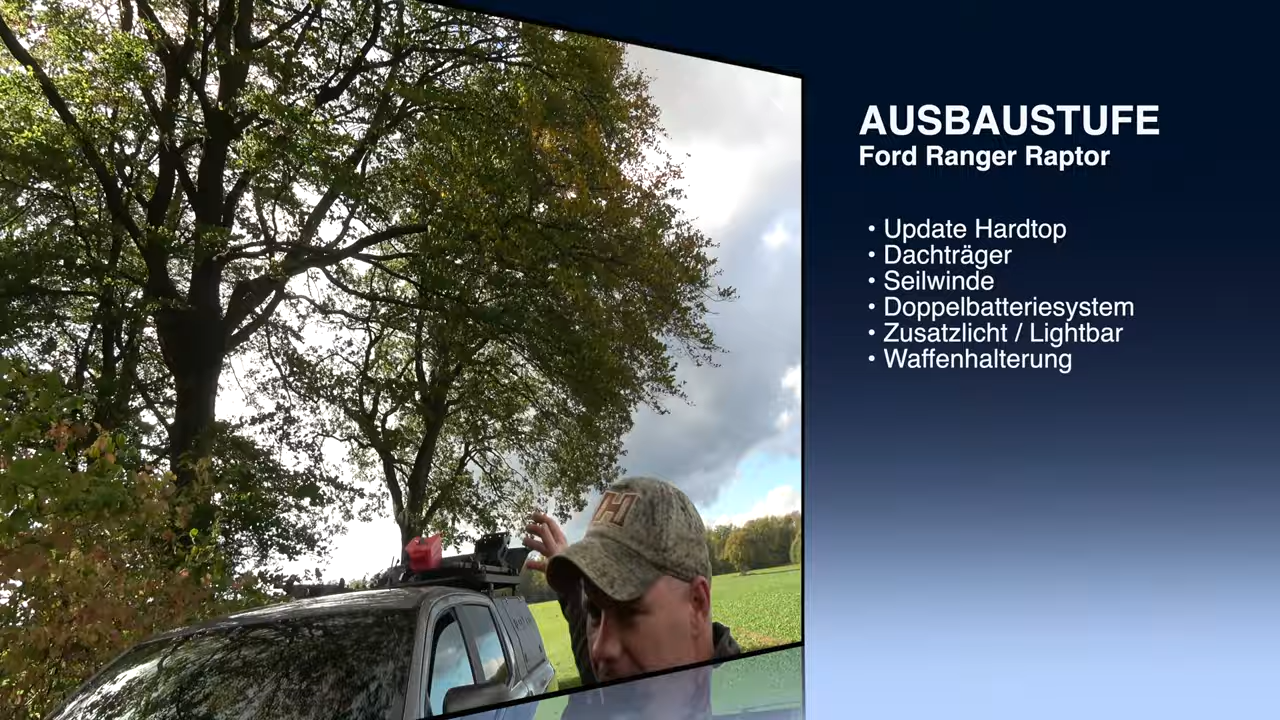 AUSBAUSTUFE
Ford Ranger Raptor
• Update Hardtop
• Dachträger
• Seilwinde
• Doppelbatteriesystem
• Zusatzlicht / Lightbar
• Waffenhalterung
H